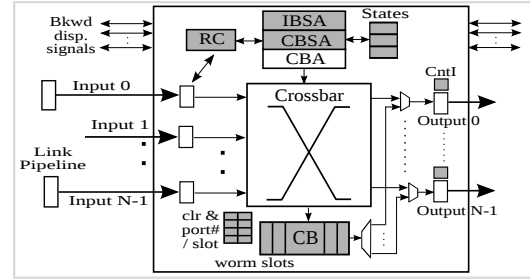 Bkwd
disp.
signals
RC
IBSA
CBSA
CBA
States
Input 0
CntI
Crossbar
Output 0
Input 1
Link
Pipeline
Input N-1
Output N-1
clr &
port#
/ slot
CB
worm slots